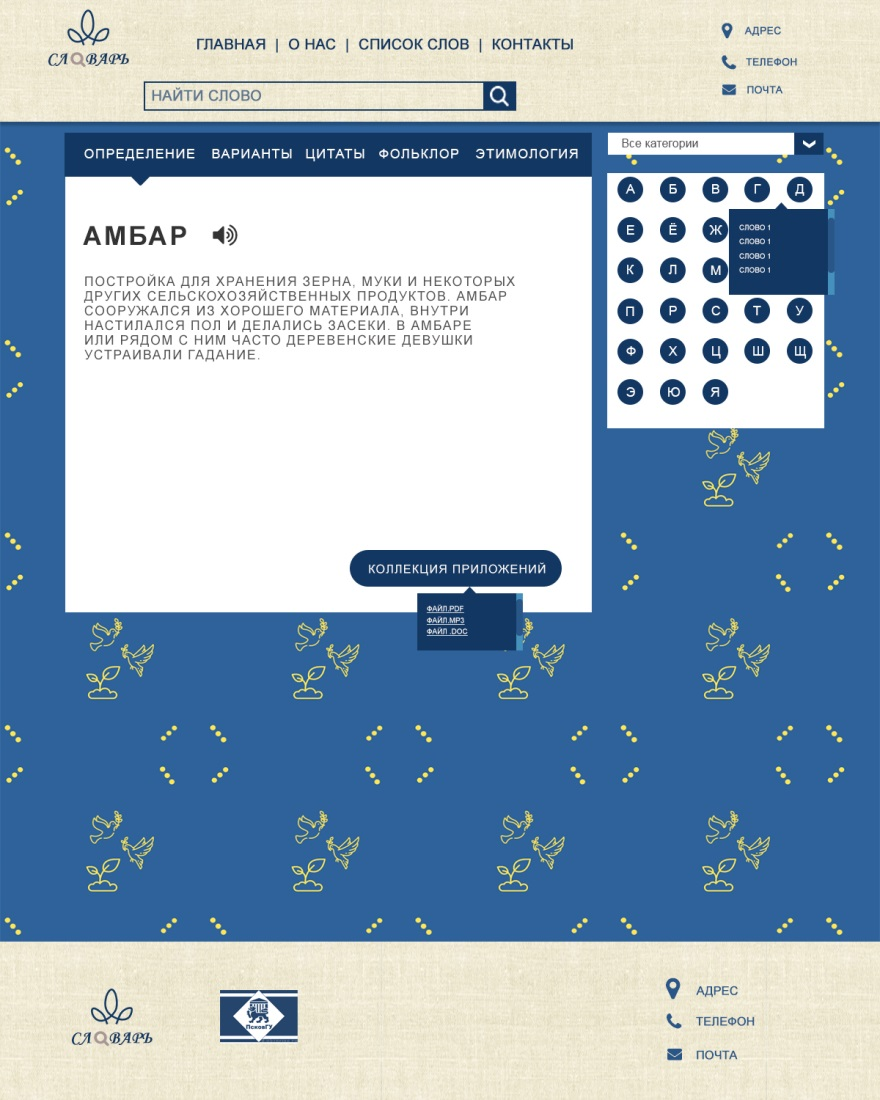 СЛОВАРЬ
ГЛАВНАЯ | О НАС | СПИСОК СЛОВ | КОНТАКТЫ
НАЙТИ СЛОВО
АДРЕС
ТЕЛЕФОН
ПОЧТА
ОПРЕДЕЛЕНИЕ ВАРИАНТЫ ЦИТАТЫ ФОЛЬКЛОР ЭТИМОЛОГИЯ
АМБАР
ПОСТРОЙКА ДЛЯ ХРАНЕНИЯ ЗЕРНА, МУКИ И НЕКОТОРЫХ
ДРУГИХ СЕЛЬСКОХОЗЯЙСТВЕННЫХ ПРОДУКТОВ. АМБАР
СООРУЖАЛСЯ ИЗ ХОРОШЕГО МАТЕРИАЛА, ВНУТРИ
НАСТИЛАЛСЯ ПОЛ И ДЕЛАЛИСЬ ЗАСЕКИ. В АМБАРЕ
ИЛИ РЯДОМ С НИМ ЧАСТО ДЕРЕВЕНСКИЕ ДЕВУШКИ
УСТРАИВАЛИ ГАДАНИЕ.
КОЛЛЕКЦИЯ ПРИЛОЖЕНИЙ
ФАЙЛ.PDF
ФАЙЛ.MP3
ФАЙЛ .DOC
Все категории
А Б В Г Д
Е Ё Ж
К Л М
П Р С Т У
Ф Х Ц Ш Щ
Э Ю Я
СЛОВО 1
СЛОВО 1
СЛОВО 1
СЛОВО 1
СЛОВАРЬ
ПсковГУ
АДРЕС
ТЕЛЕФОН
ПОЧТА